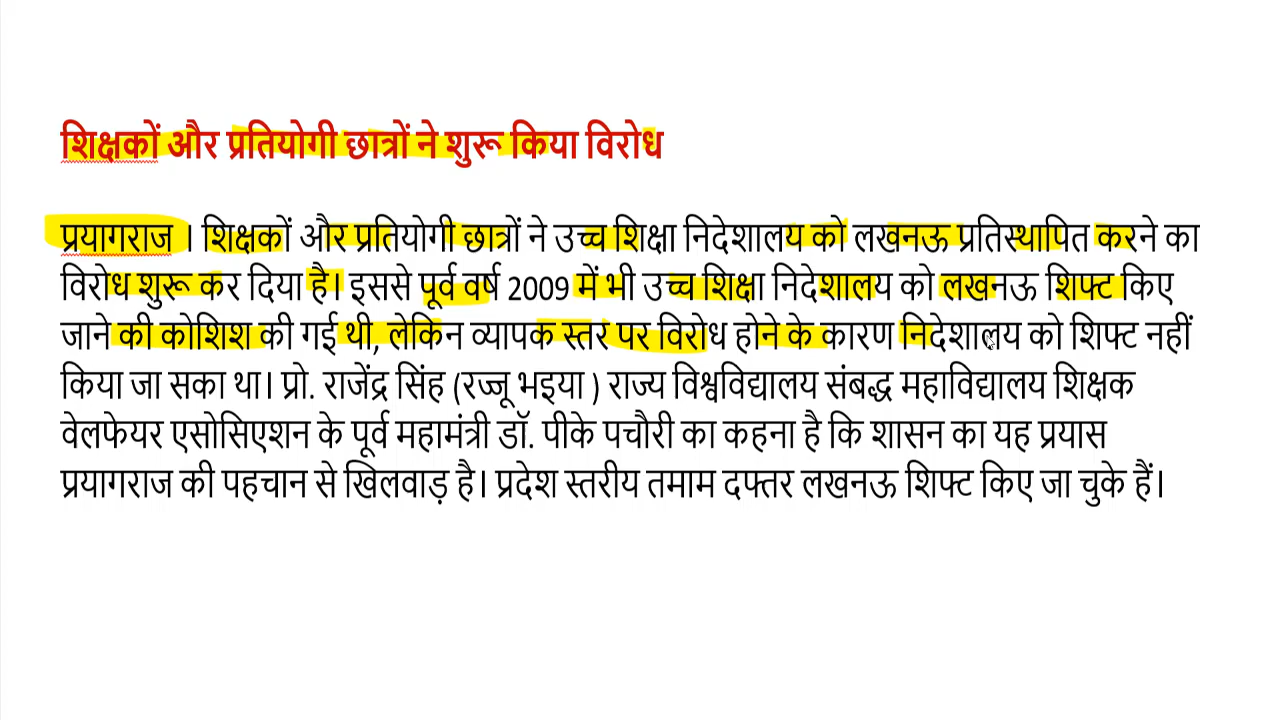 शिक्षकों और प्रतियोगी छात्रों ने शुरू किया विरोध
प्रयागराज । शिक्षकों और प्रतियोगी छात्रों ने उच्च शिक्षा निदेशालय को लखनऊ प्रतिस्थापित करने का
विरोध शुरू कर दिया है। इससे पूर्व वर्ष 2009 में भी उच्च शिक्षा निदेशालय को लखनऊ शिफ्ट किए
जाने की कोशिश की गई थी, लेकिन व्यापक स्तर पर विरोध होने के कारण निदेशालय को शिफ्ट नहीं
किया जा सका था। प्रो. राजेंद्र सिंह (रज्जू भइया ) राज्य विश्वविद्यालय संबद्ध महाविद्यालय शिक्षक
वेलफेयर एसोसिएशन के पूर्व महामंत्री डॉ. पीके पचौरी का कहना है कि शासन का यह प्रयास
प्रयागराज की पहचान से खिलवाड़ है। प्रदेश स्तरीय तमाम दफ्तर लखनऊ शिफ्ट किए जा चुके हैं।